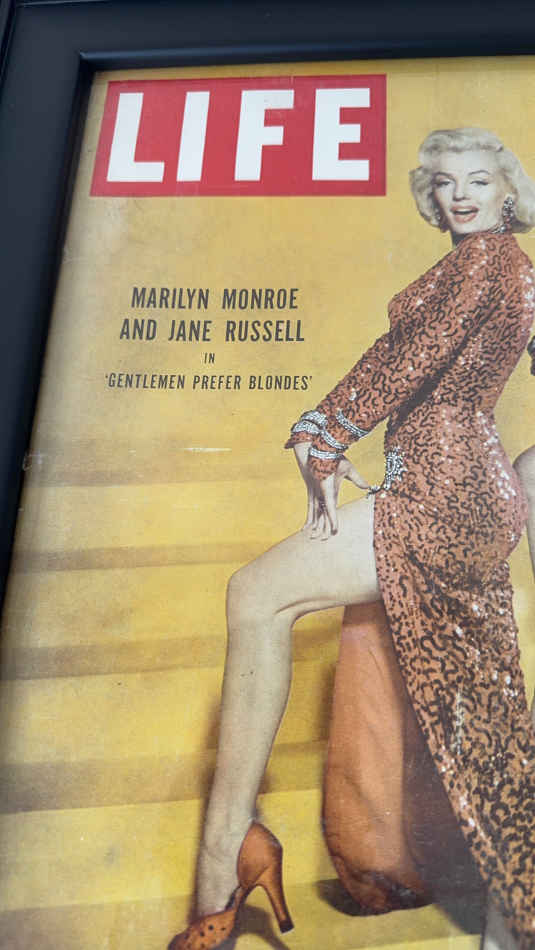 LIFE
MARILYN MONROE
AND JANE RUSSELL
IN
'GENTLEMEN PREFER BLONDES'